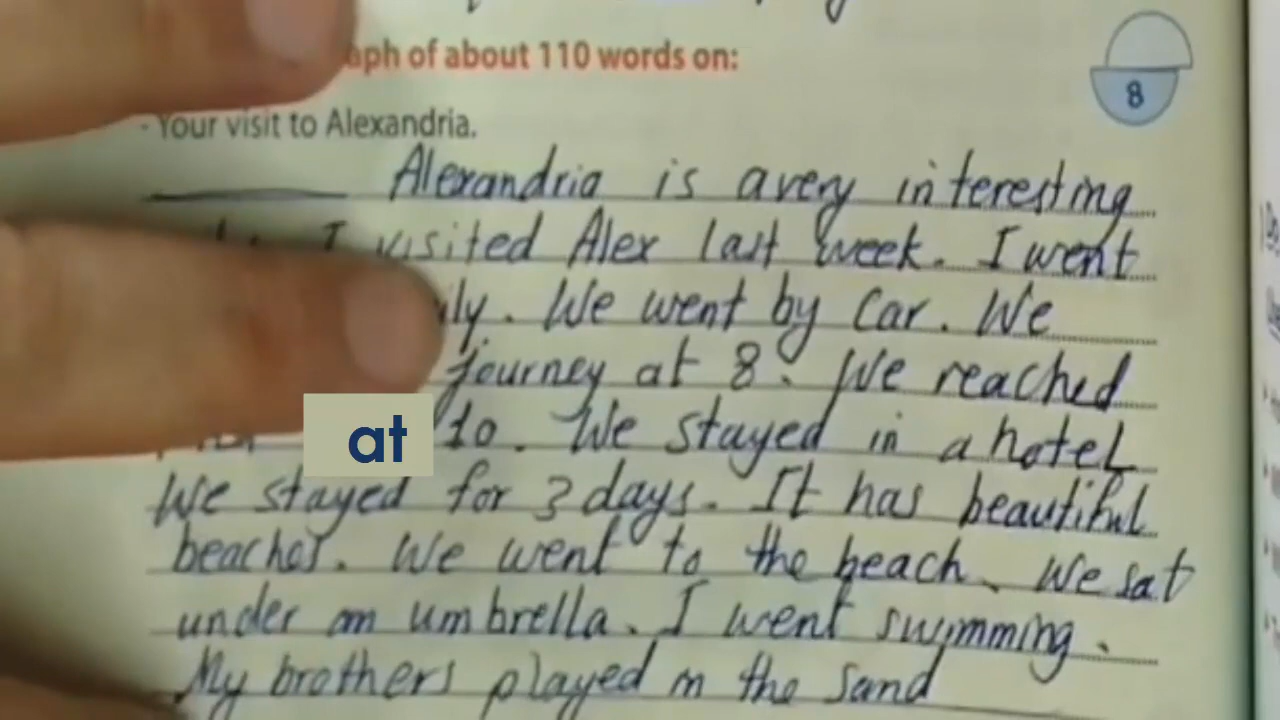 aph of about 110 words on:
8
- Your visit to Alexandria.
Alexandria is a very interesting
I visited Alex last week. I went
ily. We went by car. We
journey at 8. We reached
at 10. We stayed in a hotel
We stayed for 3 days. It has beautiful
beaches. We went to the beach. We sat
under an umbrella. I went swimming.
My brothers played in the sand